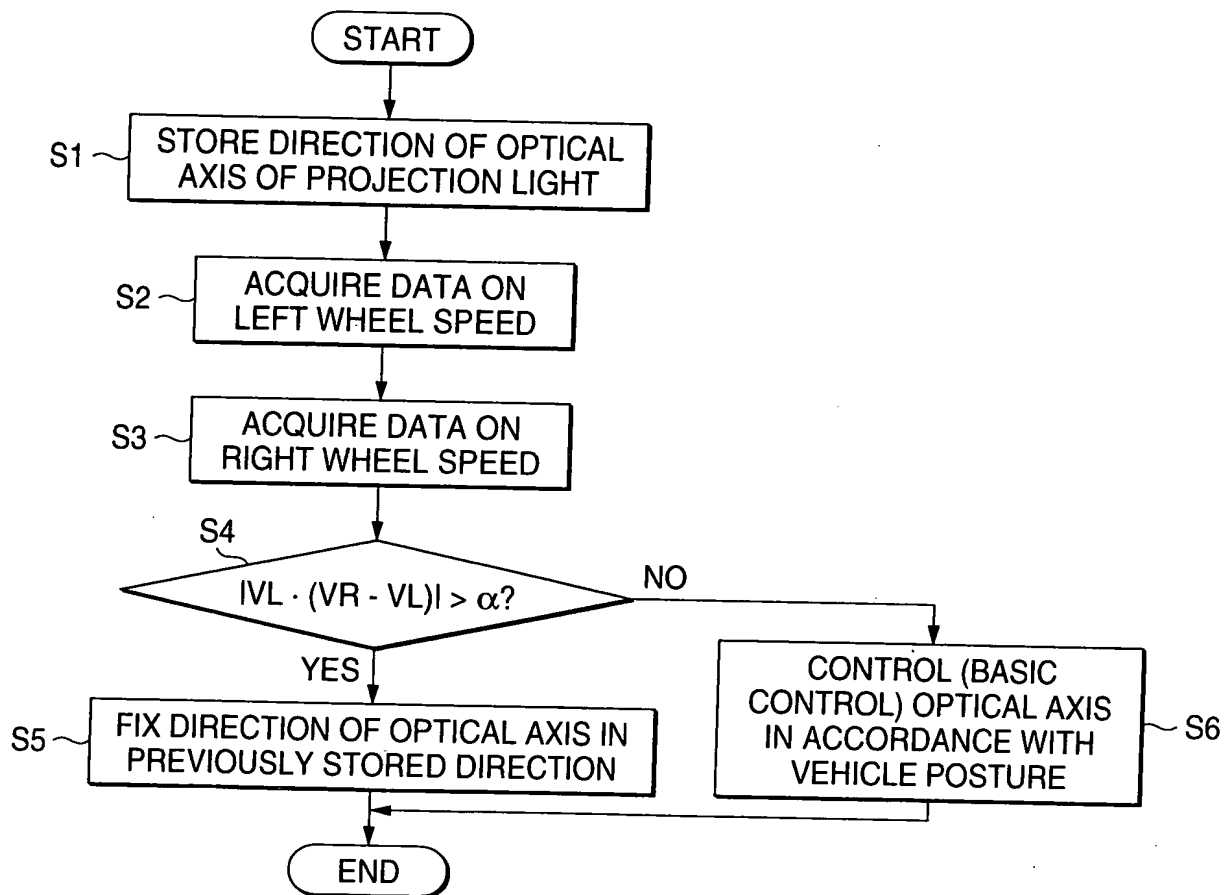 START
S1
STORE DIRECTION OF OPTICAL
AXIS OF PROJECTION LIGHT
S2
ACQUIRE DATA ON
LEFT WHEEL SPEED
S3
ACQUIRE DATA ON
RIGHT WHEEL SPEED
S4
|VL · (VR - VL)| > α?
NO
YES
S5
FIX DIRECTION OF OPTICAL AXIS IN
PREVIOUSLY STORED DIRECTION
CONTROL (BASIC
CONTROL) OPTICAL AXIS
IN ACCORDANCE WITH
VEHICLE POSTURE
S6
END